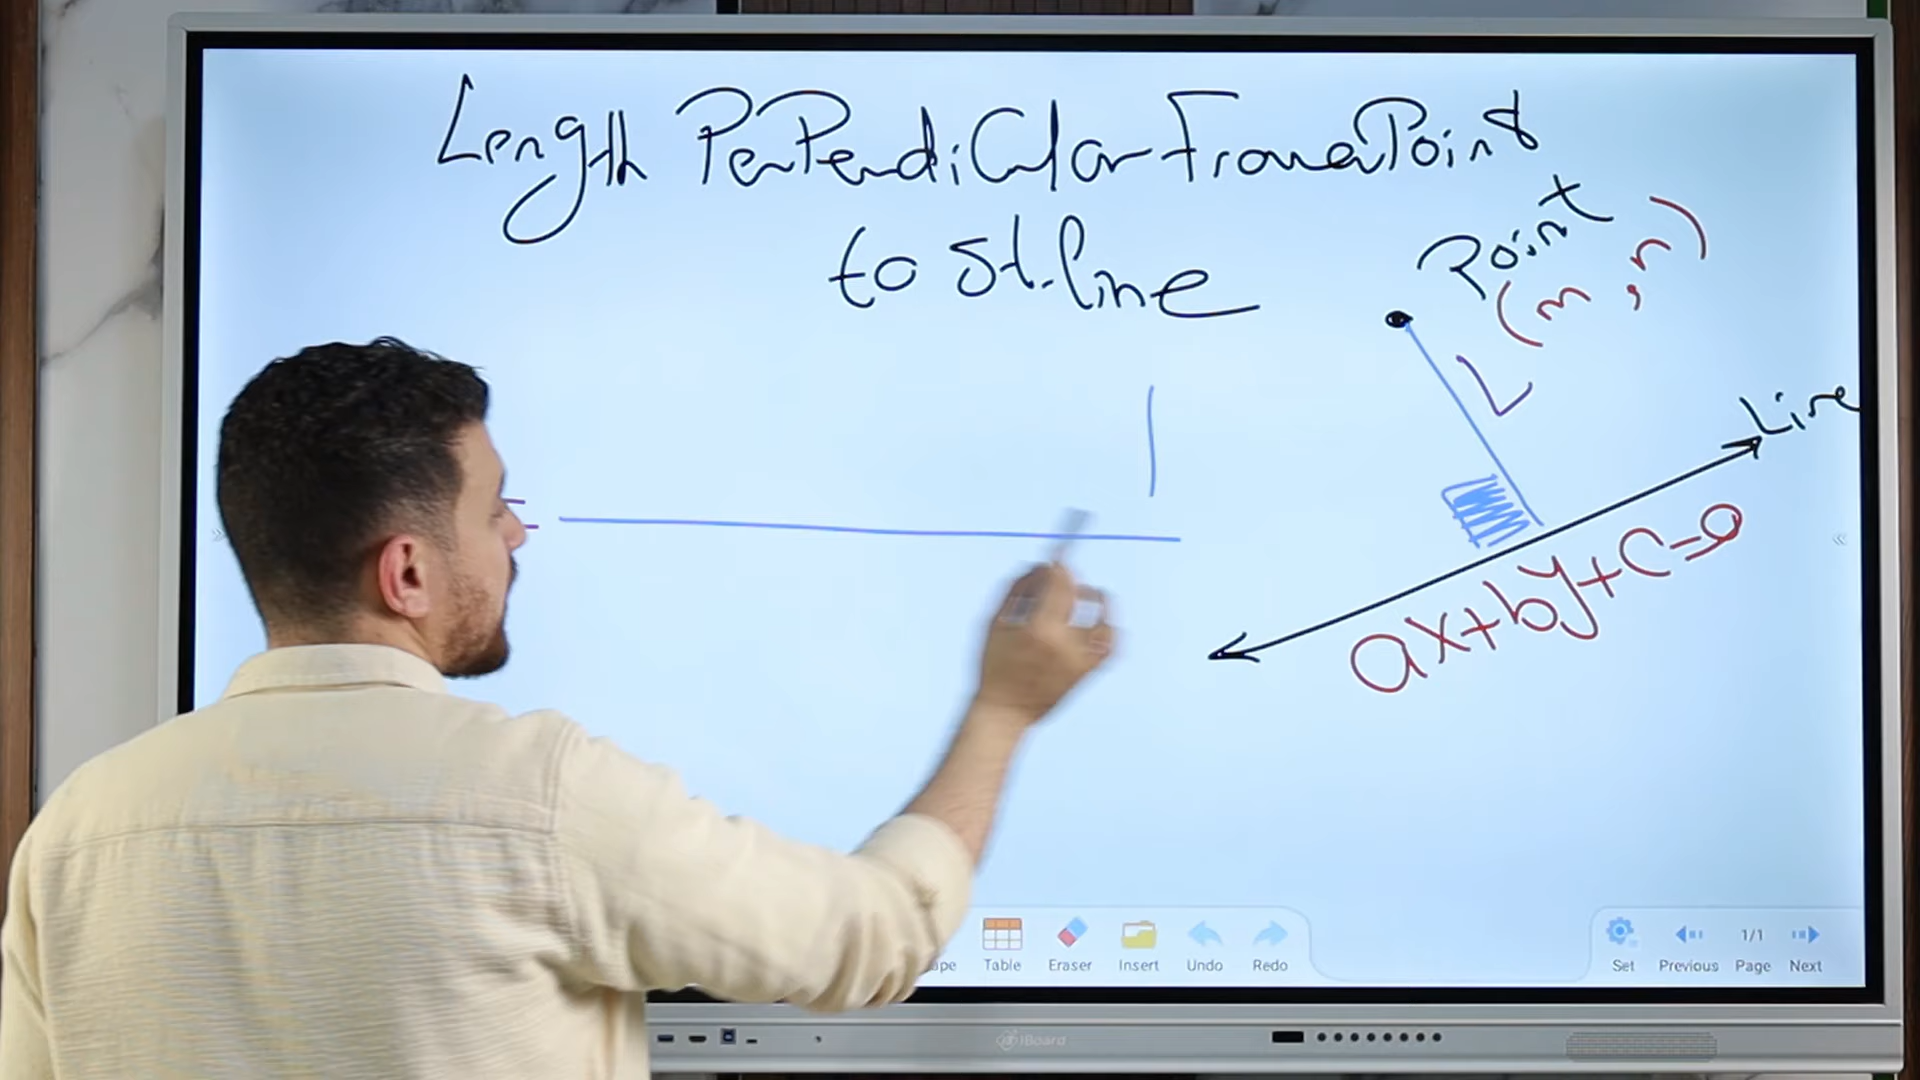 Length PerPendiCular From a Point
to St.line
Point
(m , n)
L
Line
ax+by+c=0
=
Table Eraser Insert Undo Redo
Set Previous 1/1 Page Next
iBoard